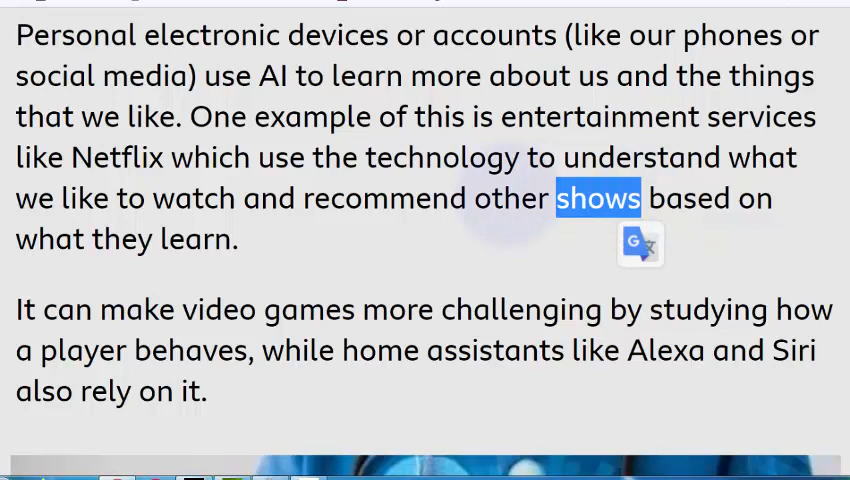 Personal electronic devices or accounts (like our phones or
social media) use AI to learn more about us and the things
that we like. One example of this is entertainment services
like Netflix which use the technology to understand what
we like to watch and recommend other shows based on
what they learn.
It can make video games more challenging by studying how
a player behaves, while home assistants like Alexa and Siri
also rely on it.